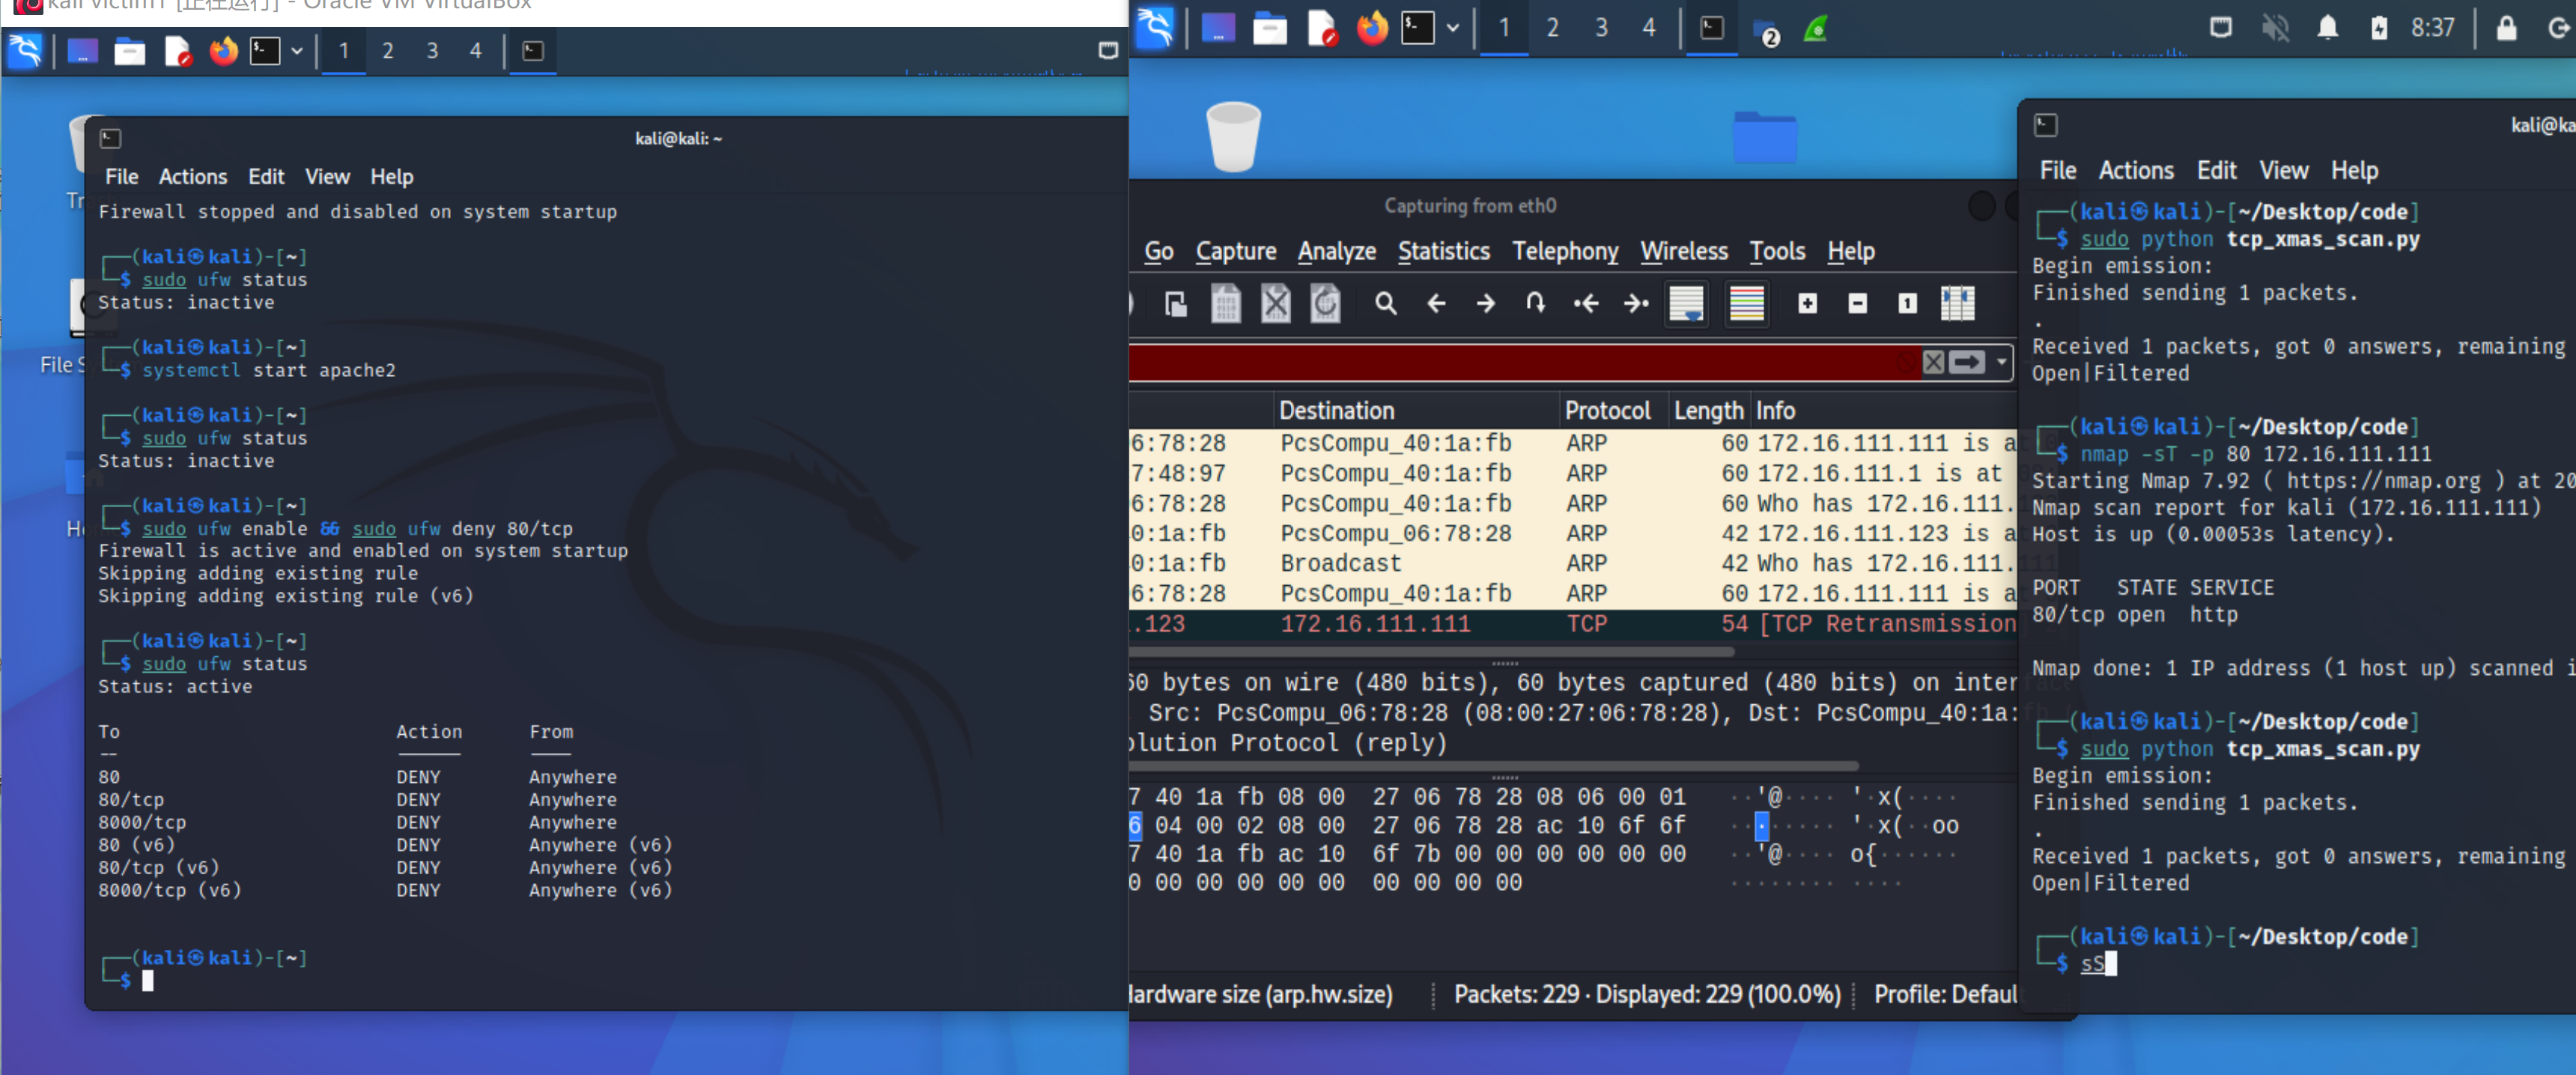 kali victim1 [正在运行] - Oracle VM VirtualBox
1 2 3 4
kali@kali: ~
File Actions Edit View Help
Firewall stopped and disabled on system startup
(kali㉿kali)-[~]
$ sudo ufw status
Status: inactive
(kali㉿kali)-[~]
$ systemctl start apache2
(kali㉿kali)-[~]
$ sudo ufw status
Status: inactive
(kali㉿kali)-[~]
$ sudo ufw enable && sudo ufw deny 80/tcp
Firewall is active and enabled on system startup
Skipping adding existing rule
Skipping adding existing rule (v6)
(kali㉿kali)-[~]
$ sudo ufw status
Status: active
To Action From
-- ------ ----
80 DENY Anywhere
80/tcp DENY Anywhere
8000/tcp DENY Anywhere
80 (v6) DENY Anywhere (v6)
80/tcp (v6) DENY Anywhere (v6)
8000/tcp (v6) DENY Anywhere (v6)
(kali㉿kali)-[~]
$
File S
1 2 3 4
2
8:37
Capturing from eth0
Go Capture Analyze Statistics Telephony Wireless Tools Help
Destination Protocol Length Info
6:78:28 PcsCompu_40:1a:fb ARP 60 172.16.111.111 is at
7:48:97 PcsCompu_40:1a:fb ARP 60 172.16.111.1 is at
6:78:28 PcsCompu_40:1a:fb ARP 60 Who has 172.16.111.
0:1a:fb PcsCompu_06:78:28 ARP 42 172.16.111.123 is at
0:1a:fb Broadcast ARP 42 Who has 172.16.111.
6:78:28 PcsCompu_40:1a:fb ARP 60 172.16.111.111 is at
.123 172.16.111.111 TCP 54 [TCP Retransmission]
60 bytes on wire (480 bits), 60 bytes captured (480 bits) on interface
Src: PcsCompu_06:78:28 (08:00:27:06:78:28), Dst: PcsCompu_40:1a:fb
olution Protocol (reply)
7 40 1a fb 08 00 27 06 78 28 08 06 00 01 ··'@···· '·x(····
6 04 00 02 08 00 27 06 78 28 ac 10 6f 6f ········ '·x(··oo
7 40 1a fb ac 10 6f 7b 00 00 00 00 00 00 ··'@···· o{······
0 00 00 00 00 00 00 00 00 00 ········ ····
Hardware size (arp.hw.size) Packets: 229 · Displayed: 229 (100.0%) Profile: Default
kali@ka
File Actions Edit View Help
(kali㉿kali)-[~/Desktop/code]
$ sudo python tcp_xmas_scan.py
Begin emission:
Finished sending 1 packets.
.
Received 1 packets, got 0 answers, remaining
Open|Filtered
(kali㉿kali)-[~/Desktop/code]
$ nmap -sT -p 80 172.16.111.111
Starting Nmap 7.92 ( https://nmap.org ) at 20
Nmap scan report for kali (172.16.111.111)
Host is up (0.00053s latency).
PORT STATE SERVICE
80/tcp open http
Nmap done: 1 IP address (1 host up) scanned i
(kali㉿kali)-[~/Desktop/code]
$ sudo python tcp_xmas_scan.py
Begin emission:
Finished sending 1 packets.
.
Received 1 packets, got 0 answers, remaining
Open|Filtered
(kali㉿kali)-[~/Desktop/code]
$ sS